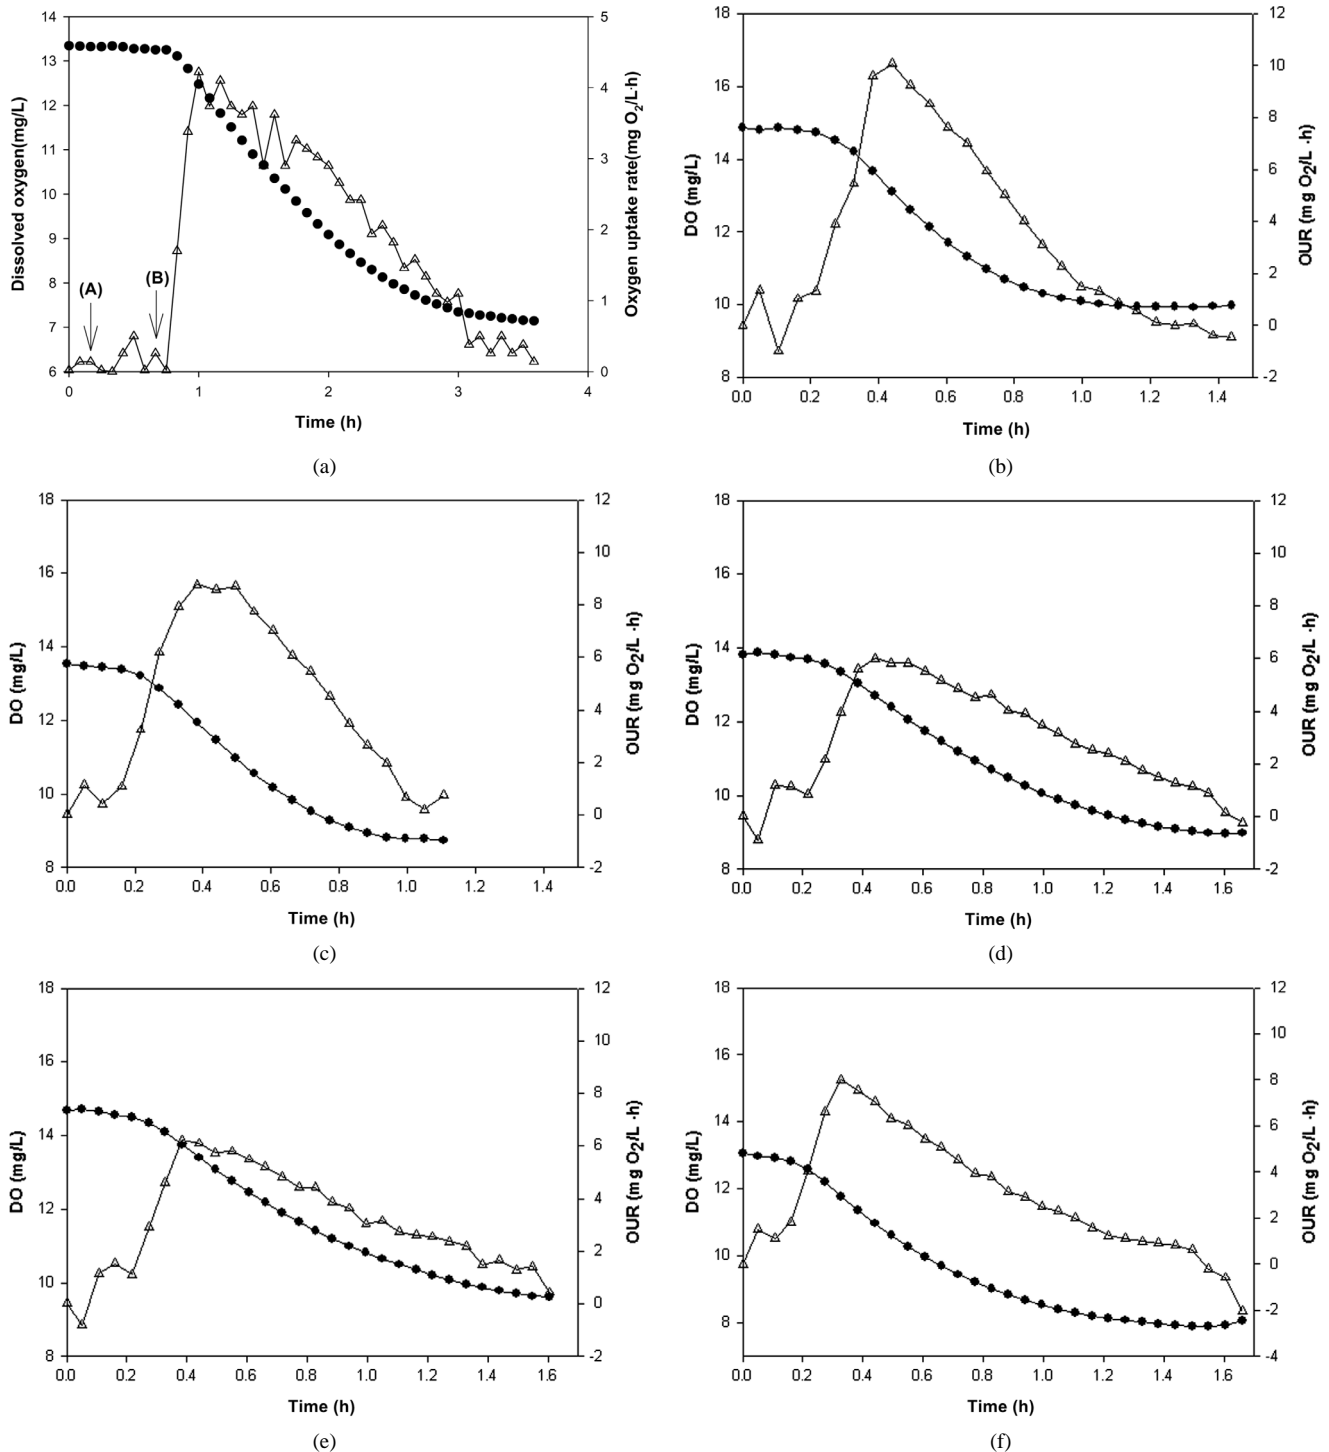 14
13
12
11
10
9
8
7
6
Dissolved oxygen(mg/L)
(A)
(B)
5
4
3
2
1
0
Oxygen uptake rate(mg O2/L·h)
0 1 2 3 4
Time (h)
(a)
18
16
14
12
10
8
DO (mg/L)
12
10
8
6
4
2
0
-2
OUR (mg O2/L ·h)
0.0 0.2 0.4 0.6 0.8 1.0 1.2 1.4
Time (h)
(b)
18
16
14
12
10
8
DO (mg/L)
12
10
8
6
4
2
0
-2
OUR (mg O2/L ·h)
0.0 0.2 0.4 0.6 0.8 1.0 1.2 1.4
Time (h)
(c)
18
16
14
12
10
8
DO (mg/L)
12
10
8
6
4
2
0
-2
OUR (mg O2/L ·h)
0.0 0.2 0.4 0.6 0.8 1.0 1.2 1.4 1.6
Time (h)
(d)
18
16
14
12
10
8
DO (mg/L)
12
10
8
6
4
2
0
-2
OUR (mg O2/L ·h)
0.0 0.2 0.4 0.6 0.8 1.0 1.2 1.4 1.6
Time (h)
(e)
18
16
14
12
10
8
DO (mg/L)
12
10
8
6
4
2
0
-2
-4
OUR (mg O2/L ·h)
0.0 0.2 0.4 0.6 0.8 1.0 1.2 1.4 1.6
Time (h)
(f)